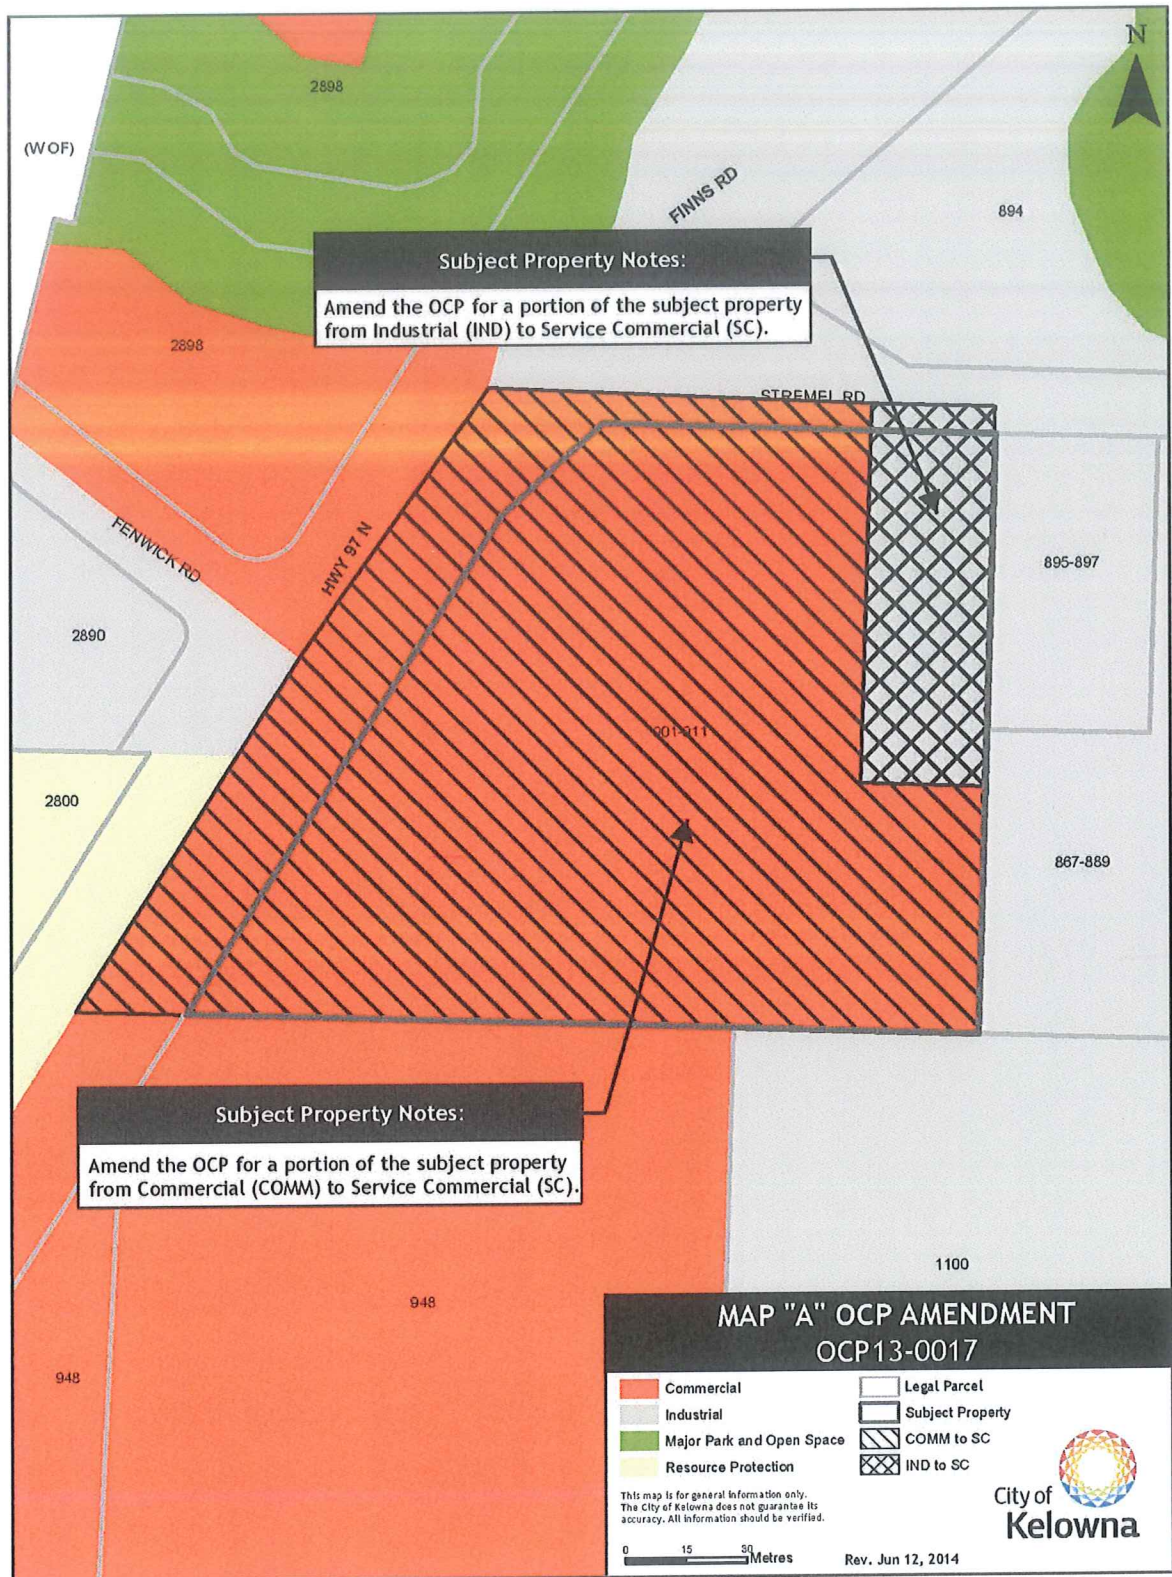 N
2898
(WOF)
FINNS RD
894
Subject Property Notes:
Amend the OCP for a portion of the subject property
from Industrial (IND) to Service Commercial (SC).
2898
STREMEL RD
FENWICK RD
HWY 97 N
895-897
2890
901-911
2800
867-889
Subject Property Notes:
Amend the OCP for a portion of the subject property
from Commercial (COMM) to Service Commercial (SC).
1100
948
948
MAP "A" OCP AMENDMENT
OCP13-0017
Commercial
Industrial
Major Park and Open Space
Resource Protection
Legal Parcel
Subject Property
COMM to SC
IND to SC
This map is for general information only.
The City of Kelowna does not guarantee its
accuracy. All information should be verified.
0 15 30 Metres
Rev. Jun 12, 2014
City of
Kelowna